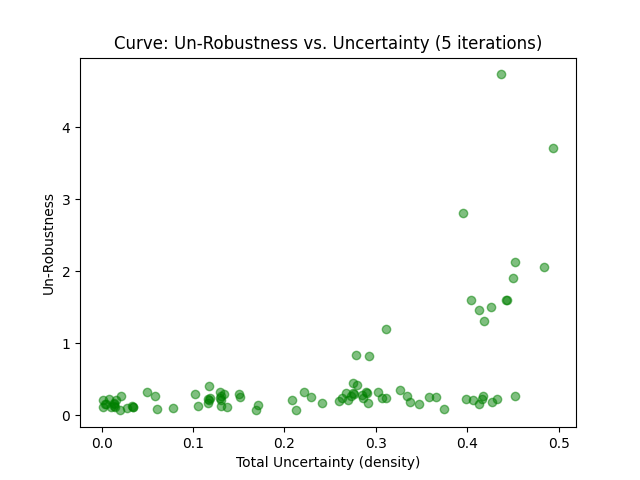 Curve: Un-Robustness vs. Uncertainty (5 iterations)
Un-Robustness
4
3
2
1
0
0.0 0.1 0.2 0.3 0.4 0.5
Total Uncertainty (density)